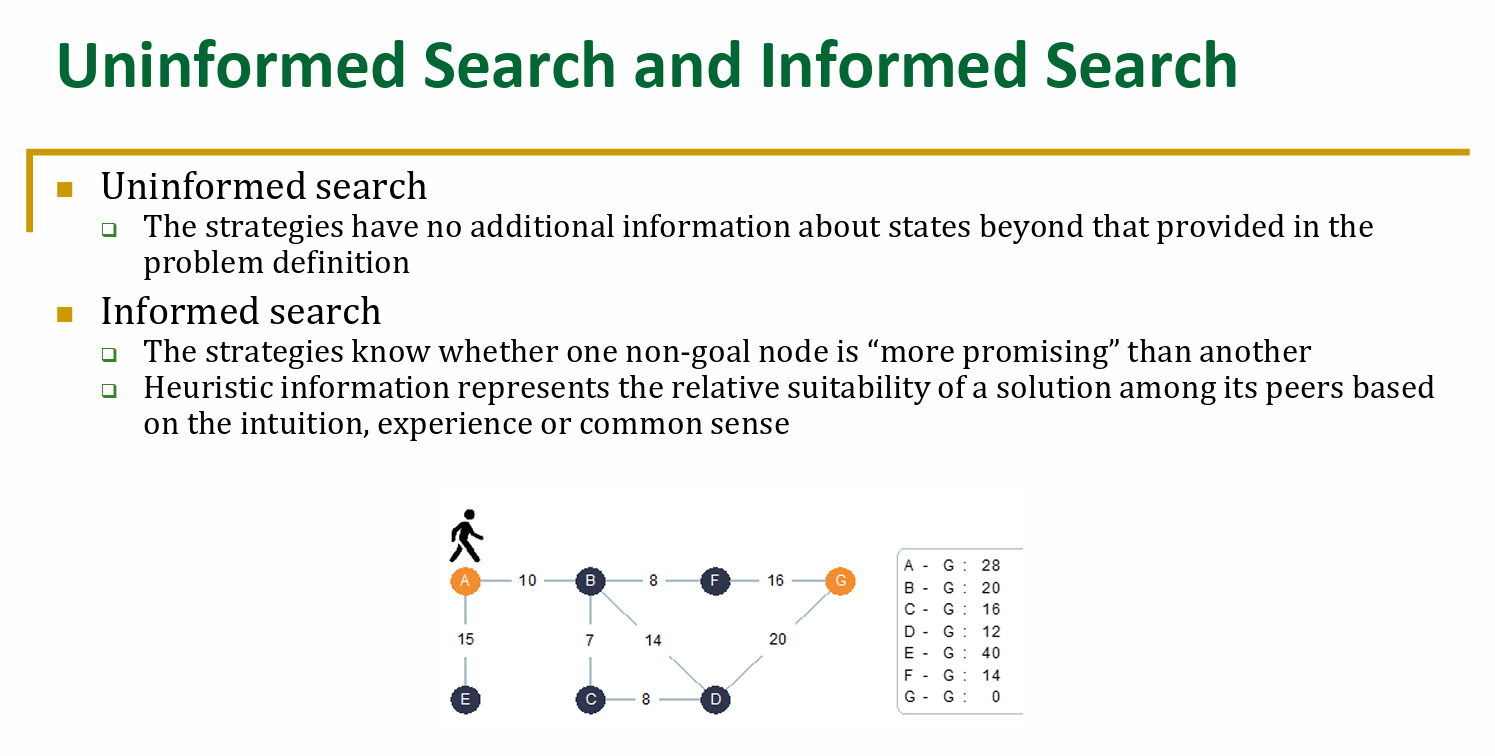 Uninformed Search and Informed Search
Uninformed search
The strategies have no additional information about states beyond that provided in the
problem definition
Informed search
The strategies know whether one non-goal node is “more promising” than another
Heuristic information represents the relative suitability of a solution among its peers based
on the intuition, experience or common sense
A 10 B 8 F 16 G
15 7 14 20
E C 8 D
A - G : 28
B - G : 20
C - G : 16
D - G : 12
E - G : 40
F - G : 14
G - G : 0